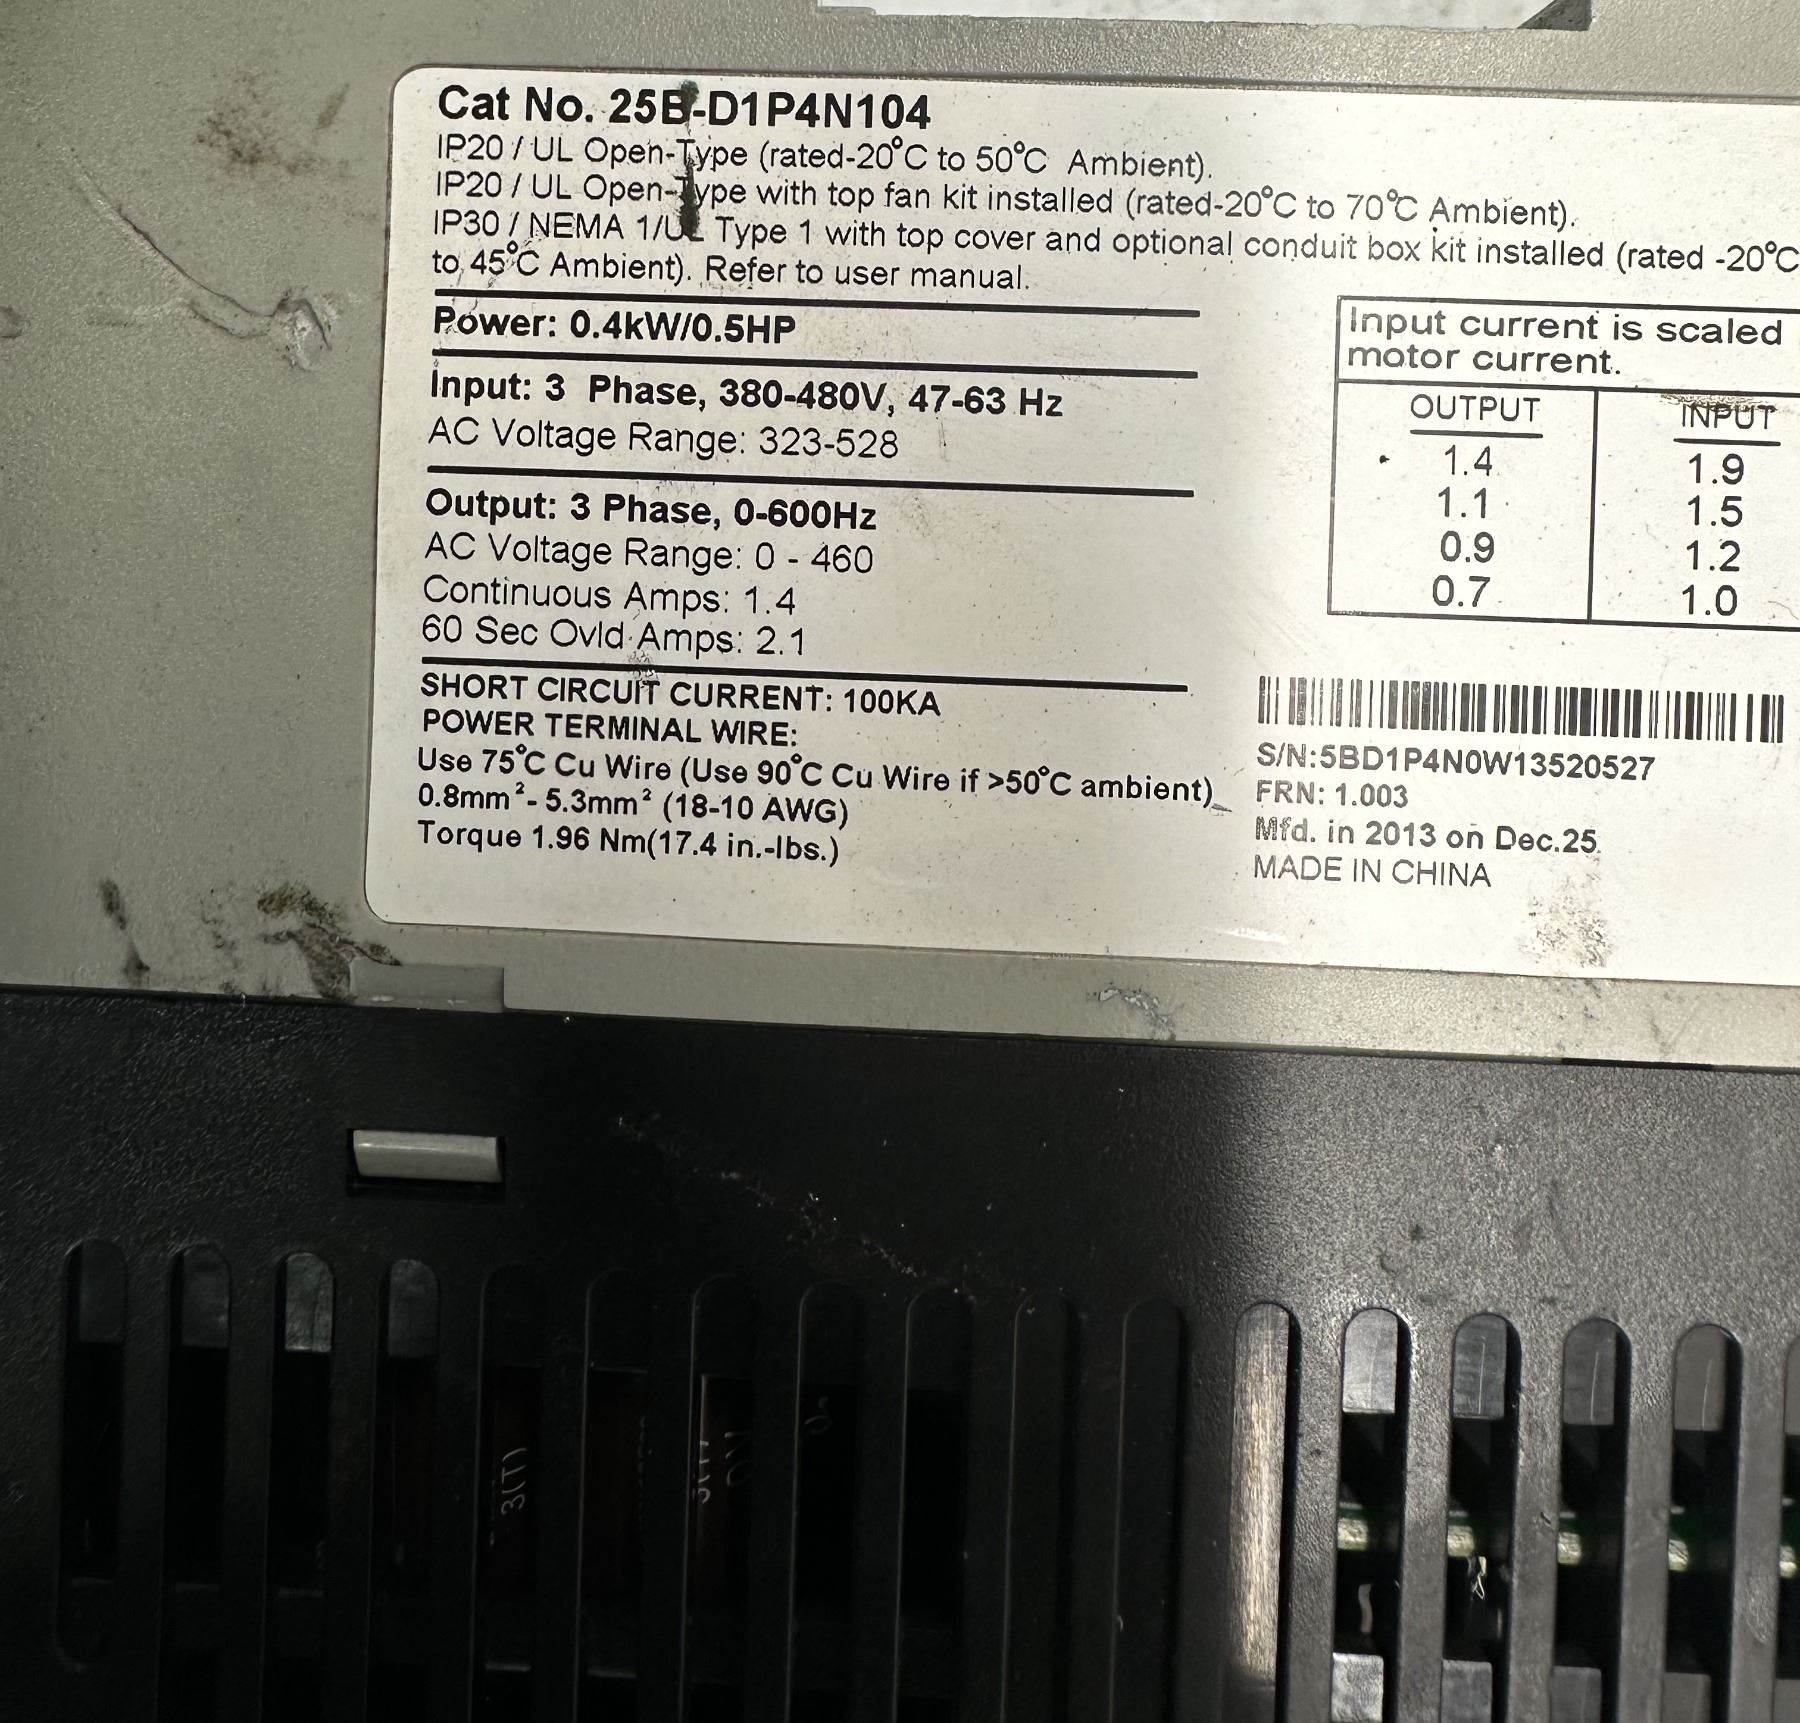 Cat No. 25B-D1P4N104
IP20 / UL Open-Type (rated-20°C to 50°C Ambient).
IP20 / UL Open-Type with top fan kit installed (rated-20°C to 70°C Ambient).
IP30 / NEMA 1/UL Type 1 with top cover and optional conduit box kit installed (rated -20°C
to 45°C Ambient). Refer to user manual.
Power: 0.4kW/0.5HP
Input: 3 Phase, 380-480V, 47-63 Hz
AC Voltage Range: 323-528
Output: 3 Phase, 0-600Hz
AC Voltage Range: 0 - 460
Continuous Amps: 1.4
60 Sec Ovld Amps: 2.1
SHORT CIRCUIT CURRENT: 100KA
POWER TERMINAL WIRE:
Use 75°C Cu Wire (Use 90°C Cu Wire if >50°C ambient)
0.8mm²- 5.3mm² (18-10 AWG)
Torque 1.96 Nm(17.4 in.-lbs.)
Input current is scaled
motor current.
OUTPUT INPUT
1.4 1.9
1.1 1.5
0.9 1.2
0.7 1.0
S/N:5BD1P4N0W13520527
FRN: 1.003
Mfd. in 2013 on Dec.25
MADE IN CHINA
3(T)